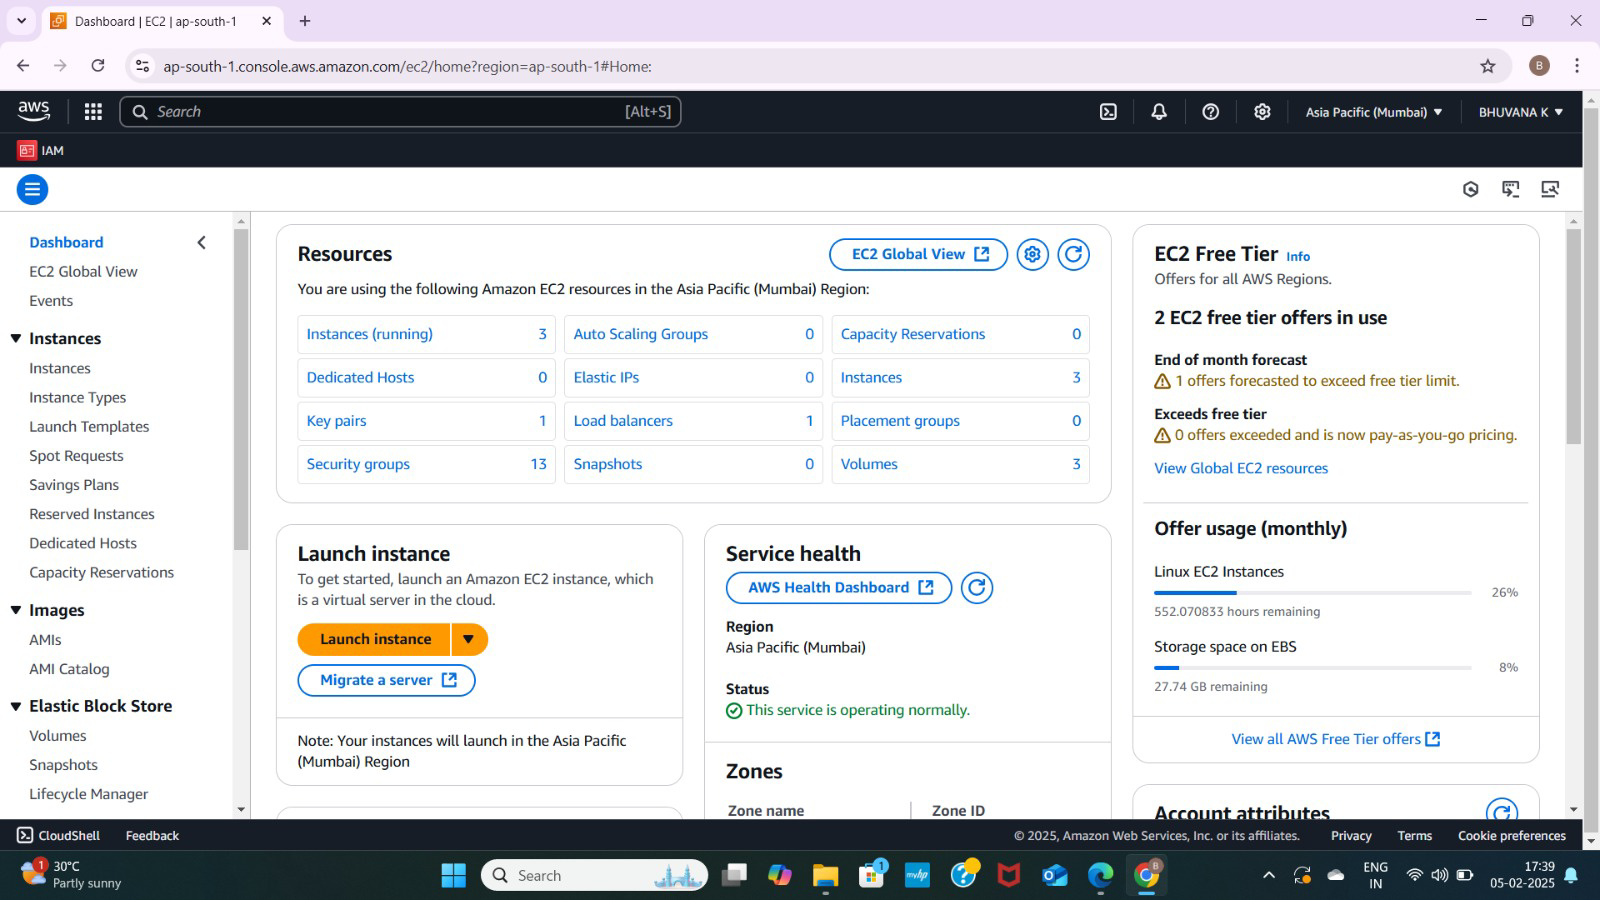 Dashboard | EC2 | ap-south-1
ap-south-1.console.aws.amazon.com/ec2/home?region=ap-south-1#Home:
B
aws
Search
[Alt+S]
Asia Pacific (Mumbai)
BHUVANA K
IAM
Dashboard
EC2 Global View
Events
Instances
Instances
Instance Types
Launch Templates
Spot Requests
Savings Plans
Reserved Instances
Dedicated Hosts
Capacity Reservations
Images
AMIs
AMI Catalog
Elastic Block Store
Volumes
Snapshots
Lifecycle Manager
Resources
EC2 Global View
You are using the following Amazon EC2 resources in the Asia Pacific (Mumbai) Region:
Instances (running) 3
Auto Scaling Groups 0
Capacity Reservations 0
Dedicated Hosts 0
Elastic IPs 0
Instances 3
Key pairs 1
Load balancers 1
Placement groups 0
Security groups 13
Snapshots 0
Volumes 3
Launch instance
To get started, launch an Amazon EC2 instance, which
is a virtual server in the cloud.
Launch instance
Migrate a server
Note: Your instances will launch in the Asia Pacific
(Mumbai) Region
Service health
AWS Health Dashboard
Region
Asia Pacific (Mumbai)
Status
This service is operating normally.
Zones
Zone name
Zone ID
EC2 Free Tier Info
Offers for all AWS Regions.
2 EC2 free tier offers in use
End of month forecast
1 offers forecasted to exceed free tier limit.
Exceeds free tier
0 offers exceeded and is now pay-as-you-go pricing.
View Global EC2 resources
Offer usage (monthly)
Linux EC2 Instances
26%
552.070833 hours remaining
Storage space on EBS
8%
27.74 GB remaining
View all AWS Free Tier offers
Account attributes
CloudShell
Feedback
© 2025, Amazon Web Services, Inc. or its affiliates.
Privacy
Terms
Cookie preferences
1
30°C
Partly sunny
Search
1
myhp
B
ENG
IN
17:39
05-02-2025